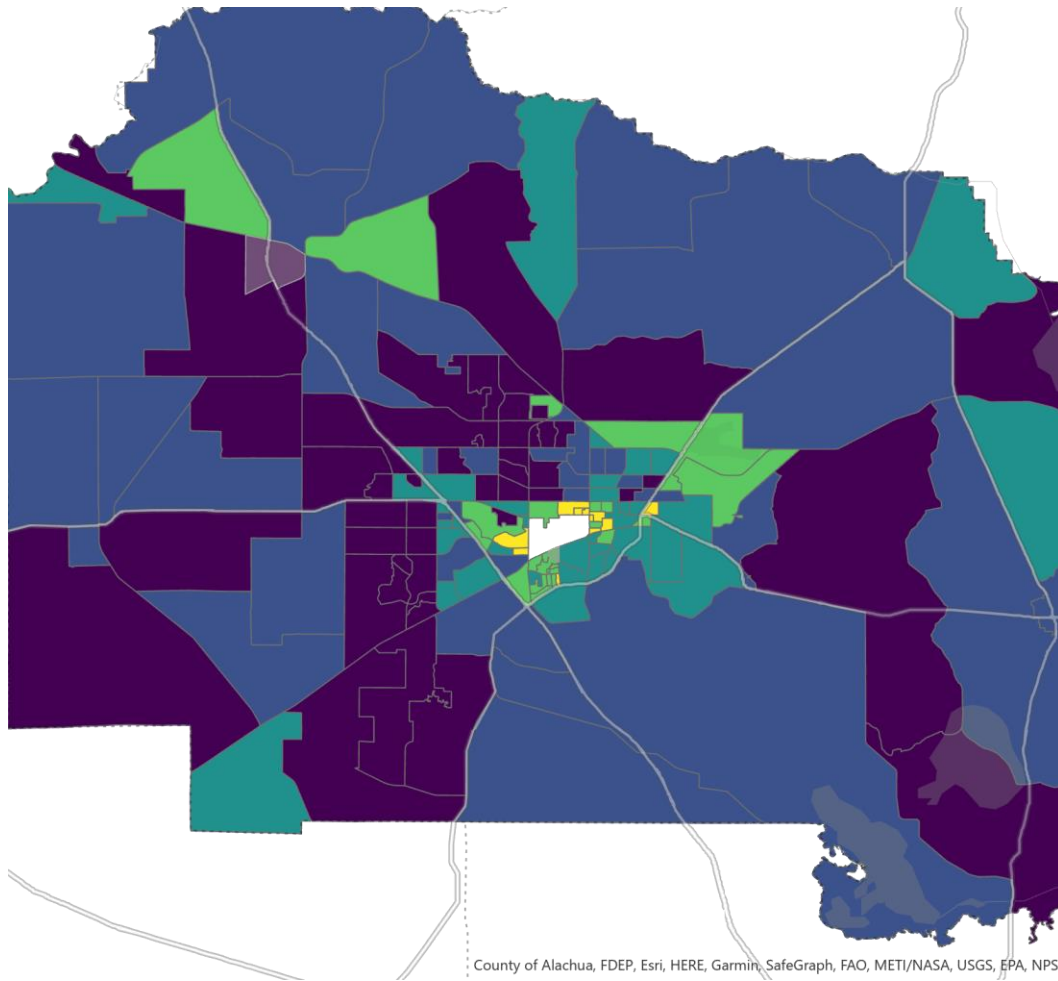 County of Alachua, FDEP, Esri, HERE, Garmin, SafeGraph, FAO, METI/NASA, USGS, EPA, NPS